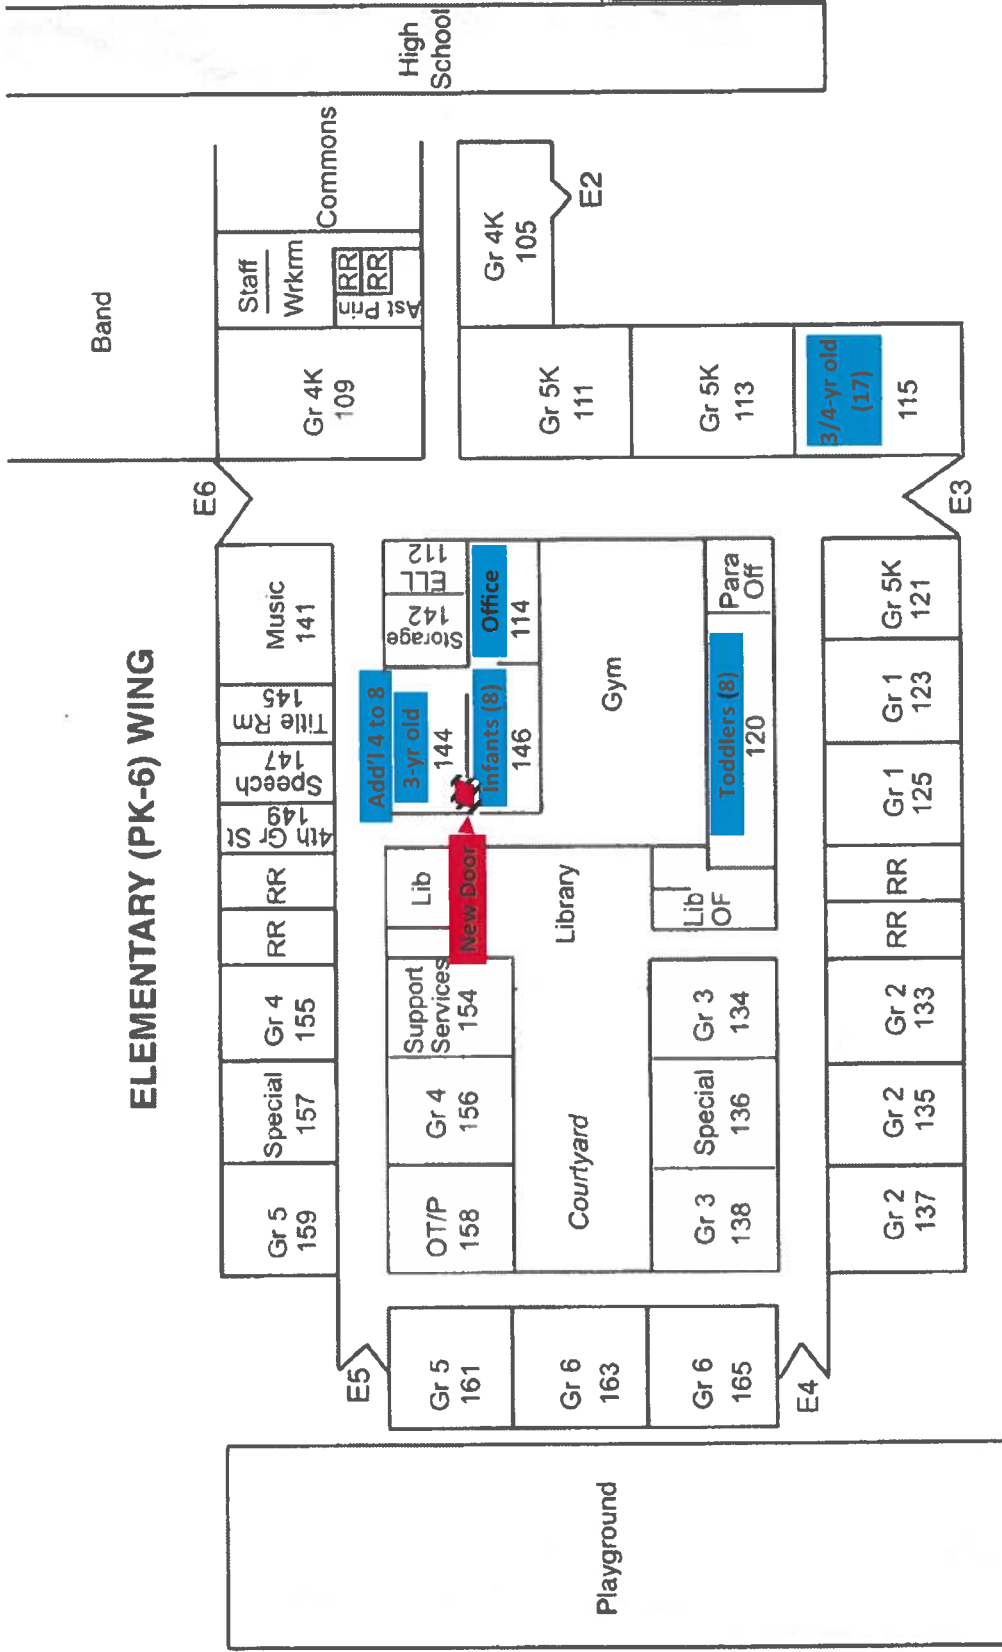 ELEMENTARY (PK-6) WING
Playground
E5
Gr 5
159
Special
157
Gr 4
155
RR
RR
4th Gr St
149
Speech
147
Title Rm
145
Music
141
E6
Band
Gr 4K
109
Staff
Wrkrm
Ast Prin
RR
RR
Commons
High
School
Gr 5
161
Gr 6
163
Gr 6
165
E4
OT/P
158
Gr 4
156
Support
Services
154
Lib
New Door
Add'l 4 to 8
3-yr old
144
Infants (8)
146
Storage
142
ELL
112
Office
114
Courtyard
Library
Gym
Gr 3
138
Special
136
Gr 3
134
Lib
OF
Toddlers (8)
120
Para
Off
Gr 5K
111
Gr 5K
113
3/4-yr old
(17)
115
Gr 4K
105
E2
Gr 2
137
Gr 2
135
Gr 2
133
RR
RR
Gr 1
125
Gr 1
123
Gr 5K
121
E3